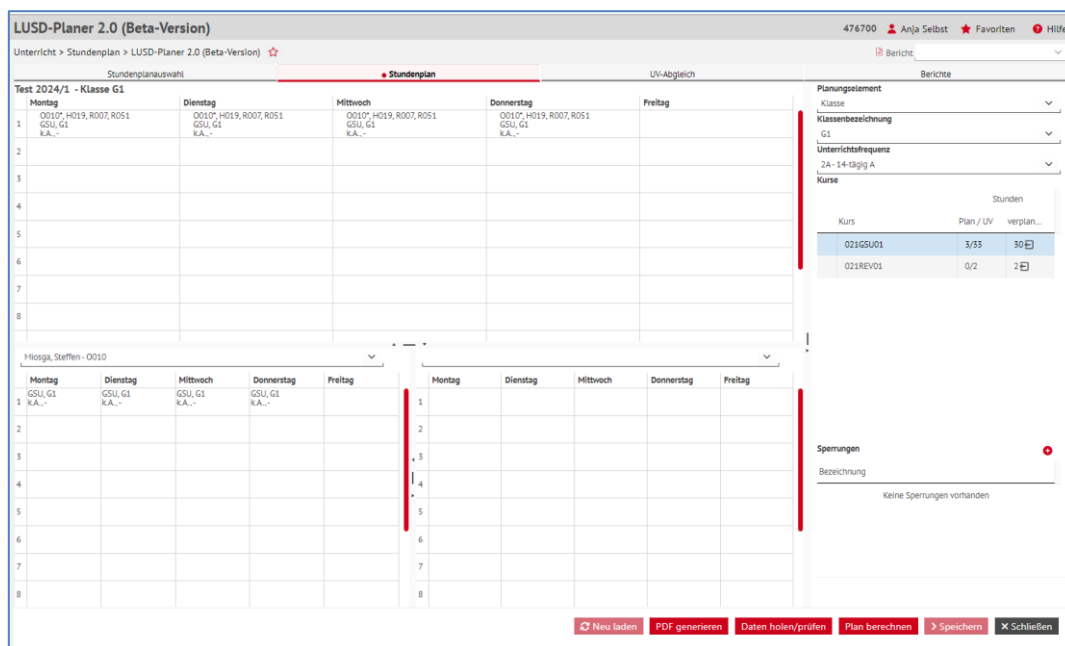 LUSD-Planer 2.0 (Beta-Version)
476700 Anja Selbst Favoriten Hilfe
Unterricht > Stundenplan > LUSD-Planer 2.0 (Beta-Version)
Bericht
Stundenplanauswahl Stundenplan UV-Abgleich Berichte
Test 2024/1 - Klasse G1
Montag Dienstag Mittwoch Donnerstag Freitag
1
O010*, H019, R007, R051 O010*, H019, R007, R051 O010*, H019, R007, R051 O010*, H019, R007, R051
GSU, G1 GSU, G1 GSU, G1 GSU, G1
k.A.,- k.A.,- k.A.,- k.A.,-
2
3
4
5
6
7
8
Planungselement
Klasse
Klassenbezeichnung
G1
Unterrichtsfrequenz
2A - 14-tägig A
Kurse
Stunden
Kurs Plan / UV verplan...
021GSU01 3/33 30
021REV01 0/2 2
Miosga, Steffen - O010
Montag Dienstag Mittwoch Donnerstag Freitag
1
GSU, G1 GSU, G1 GSU, G1 GSU, G1
k.A.,- k.A.,- k.A.,- k.A.,-
2
3
4
5
6
7
8
Montag Dienstag Mittwoch Donnerstag Freitag
1
2
3
4
5
6
7
8
Sperrungen
Bezeichnung
Keine Sperrungen vorhanden
Neu laden PDF generieren Daten holen/prüfen Plan berechnen > Speichern × Schließen